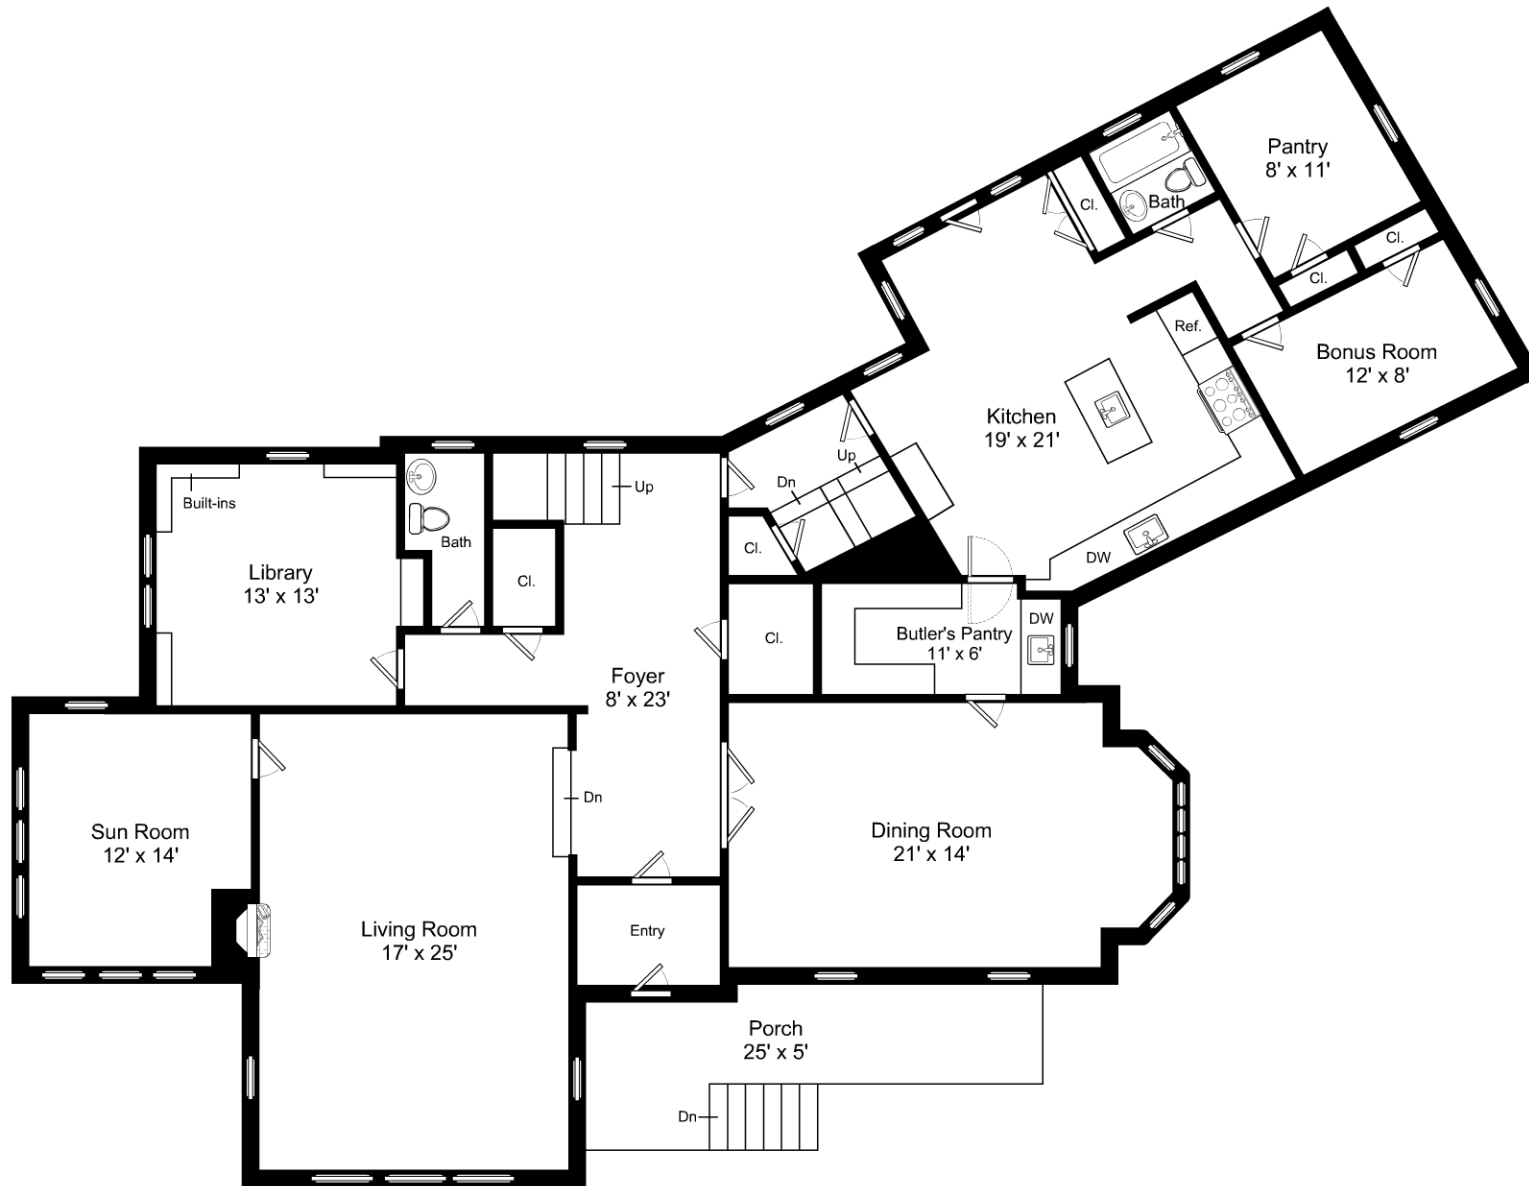 Pantry
8' x 11'
Cl.
Bath
Cl.
Cl.
Ref.
Bonus Room
12' x 8'
Kitchen
19' x 21'
Up
Dn
DW
Built-ins
Up
Bath
Library
13' x 13'
Cl.
Cl.
Cl.
Butler's Pantry
11' x 6'
DW
Foyer
8' x 23'
Dn
Sun Room
12' x 14'
Dining Room
21' x 14'
Living Room
17' x 25'
Entry
Porch
25' x 5'
Dn